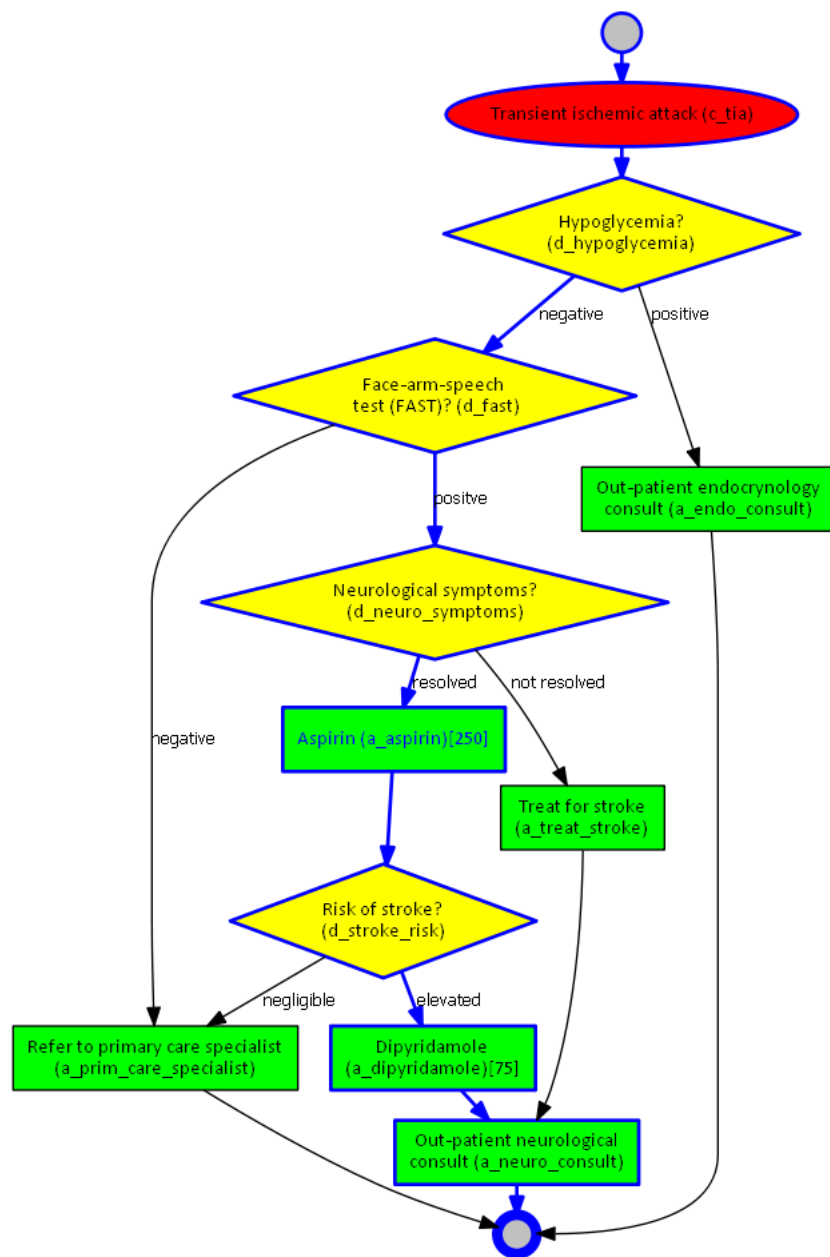 Transient ischemic attack (c_tia)
Hypoglycemia?
(d_hypoglycemia)
negative
positive
Face-arm-speech
test (FAST)? (d_fast)
Out-patient endocrynology
consult (a_endo_consult)
positve
Neurological symptoms?
(d_neuro_symptoms)
resolved
not resolved
negative
Aspirin (a_aspirin)[250]
Treat for stroke
(a_treat_stroke)
Risk of stroke?
(d_stroke_risk)
negligible
elevated
Refer to primary care specialist
(a_prim_care_specialist)
Dipyridamole
(a_dipyridamole)[75]
Out-patient neurological
consult (a_neuro_consult)